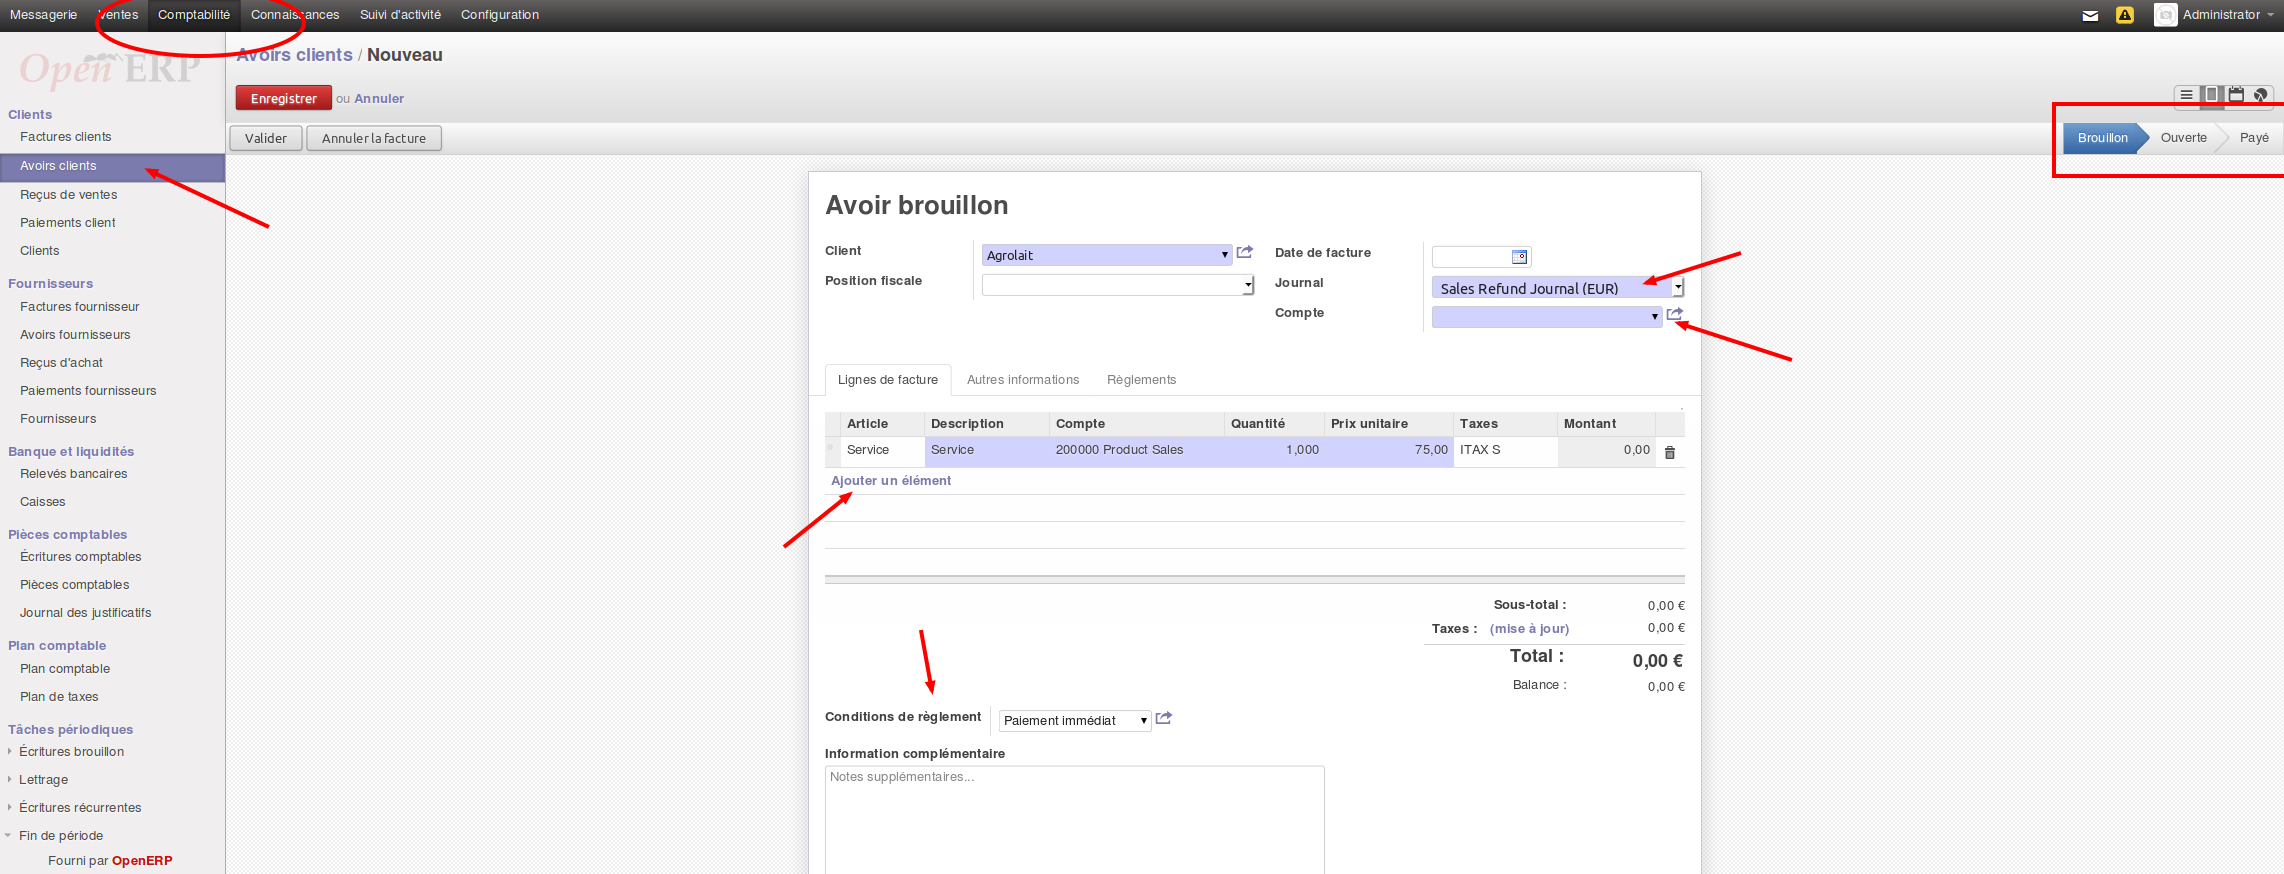 Messagerie Ventes Comptabilité Connaissances Suivi d'activité Configuration Administrator
Open ERP
Avoirs clients / Nouveau
Enregistrer ou Annuler
Valider Annuler la facture Brouillon Ouverte Payé
Clients
Factures clients
Avoirs clients
Reçus de ventes
Paiements client
Clients
Fournisseurs
Factures fournisseur
Avoirs fournisseurs
Reçus d'achat
Paiements fournisseurs
Fournisseurs
Banque et liquidités
Relevés bancaires
Caisses
Pièces comptables
Écritures comptables
Pièces comptables
Journal des justificatifs
Plan comptable
Plan comptable
Plan de taxes
Tâches périodiques
Écritures brouillon
Lettrage
Écritures récurrentes
Fin de période
Fourni par OpenERP
Avoir brouillon
Client Agrolait Date de facture
Position fiscale Journal Sales Refund Journal (EUR)
Compte
Lignes de facture Autres informations Règlements
Article Description Compte Quantité Prix unitaire Taxes Montant
Service Service 200000 Product Sales 1,000 75,00 ITAX S 0,00
Ajouter un élément
Sous-total : 0,00 €
Taxes : (mise à jour) 0,00 €
Total : 0,00 €
Balance : 0,00 €
Conditions de règlement Paiement immédiat
Information complémentaire
Notes supplémentaires...